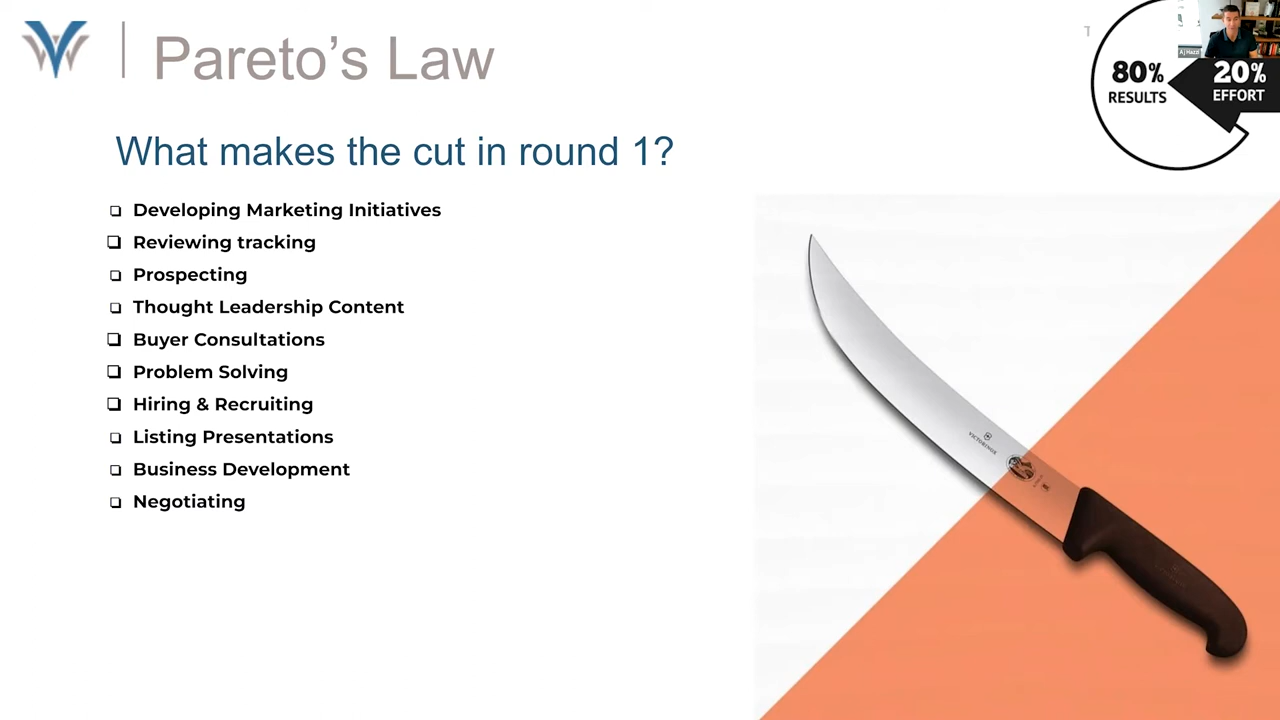 Pareto's Law
80%
RESULTS
20%
EFFORT
What makes the cut in round 1?
❏ Developing Marketing Initiatives
❏ Reviewing tracking
❏ Prospecting
❏ Thought Leadership Content
❏ Buyer Consultations
❏ Problem Solving
❏ Hiring & Recruiting
❏ Listing Presentations
❏ Business Development
❏ Negotiating
VICTORINOX